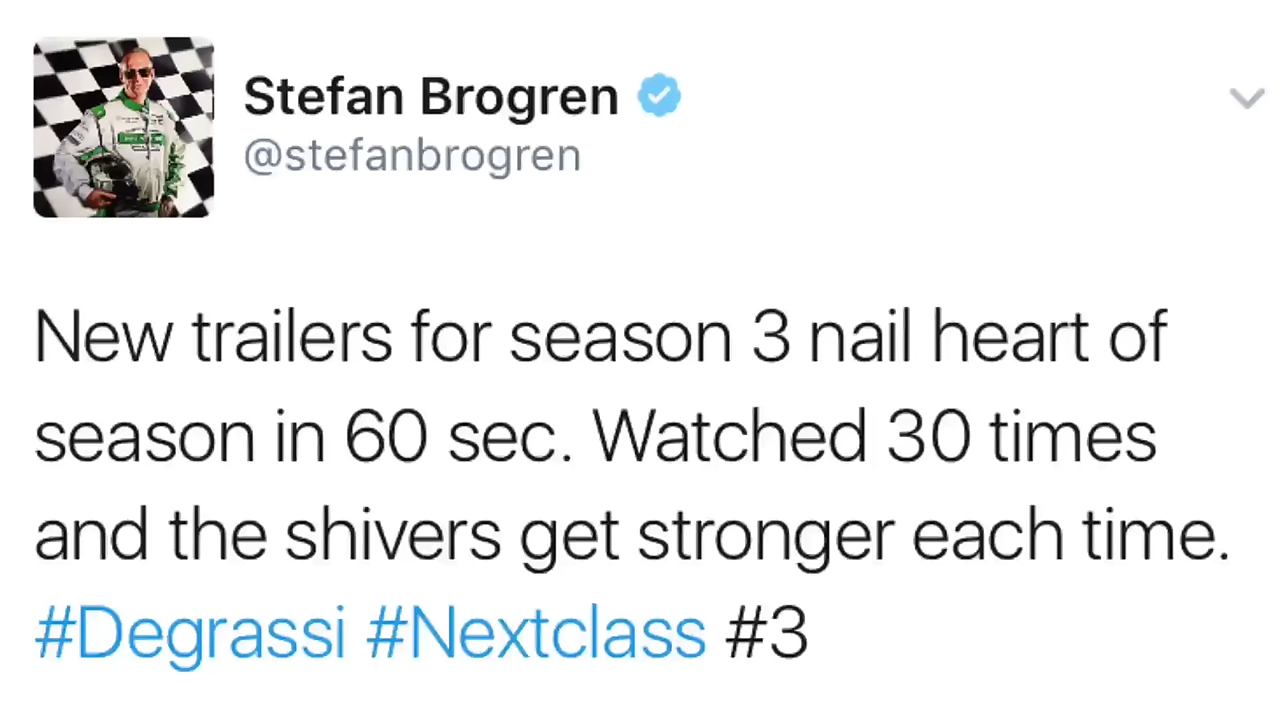 Stefan Brogren
@stefanbrogren
New trailers for season 3 nail heart of
season in 60 sec. Watched 30 times
and the shivers get stronger each time.
#Degrassi #Nextclass #3